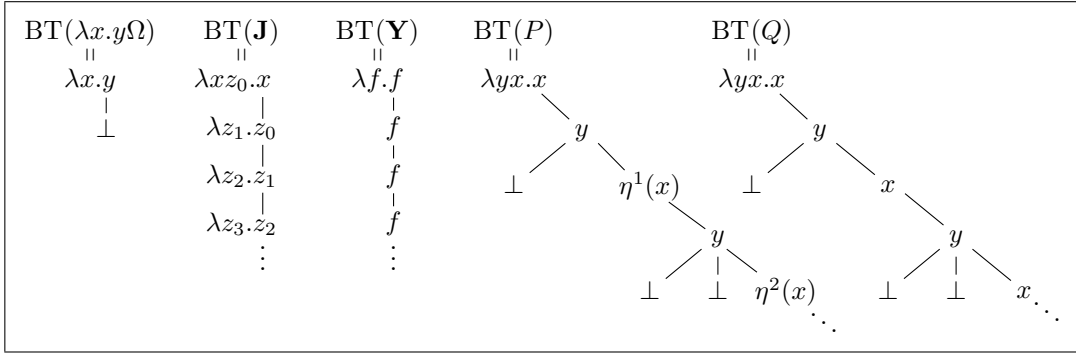 BT(λx.yΩ) BT(𝐉) BT(𝐘) BT(P) BT(Q)
= = = = =
λx.y λxz₀.x λf.f λyx.x λyx.x
⊥ λz₁.z₀ f y y
λz₂.z₁ f ⊥ η¹(x) ⊥ x
λz₃.z₂ f y y
⋮ ⋮ ⊥ ⊥ η²(x) ⊥ ⊥ x
⋱ ⋱